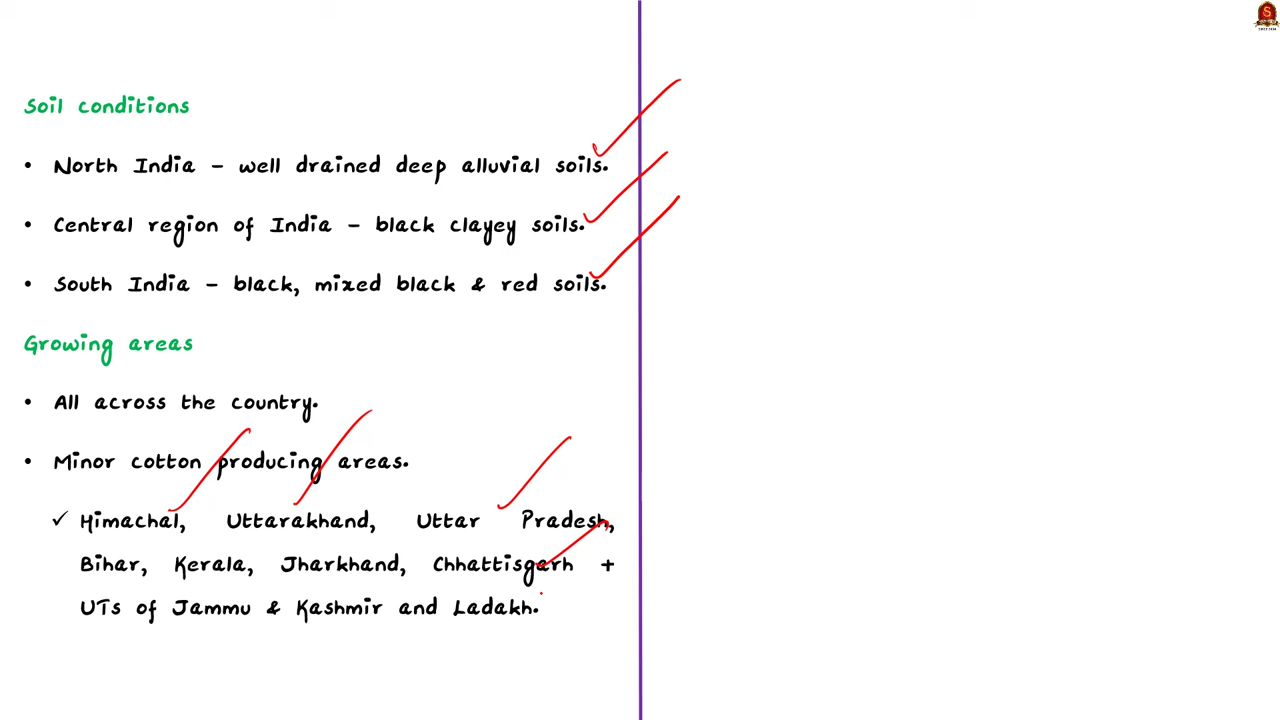 Soil conditions
• North India – well drained deep alluvial soils.
• Central region of India – black clayey soils.
• South India – black, mixed black & red soils.
Growing areas
• All across the country.
• Minor cotton producing areas.
✓ Himachal, Uttarakhand, Uttar Pradesh,
Bihar, Kerala, Jharkhand, Chhattisgarh +
UTs of Jammu & Kashmir and Ladakh.